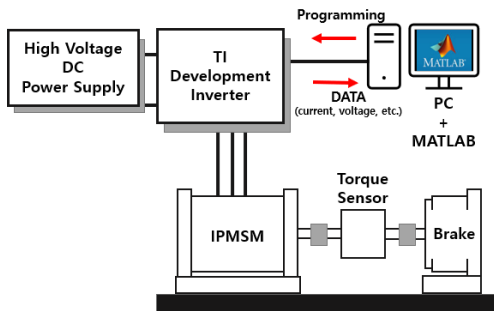 Programming
High Voltage
DC
Power Supply
TI
Development
Inverter
MATLAB
DATA
(current, voltage, etc.)
PC
+
MATLAB
Torque
Sensor
IPMSM
Brake